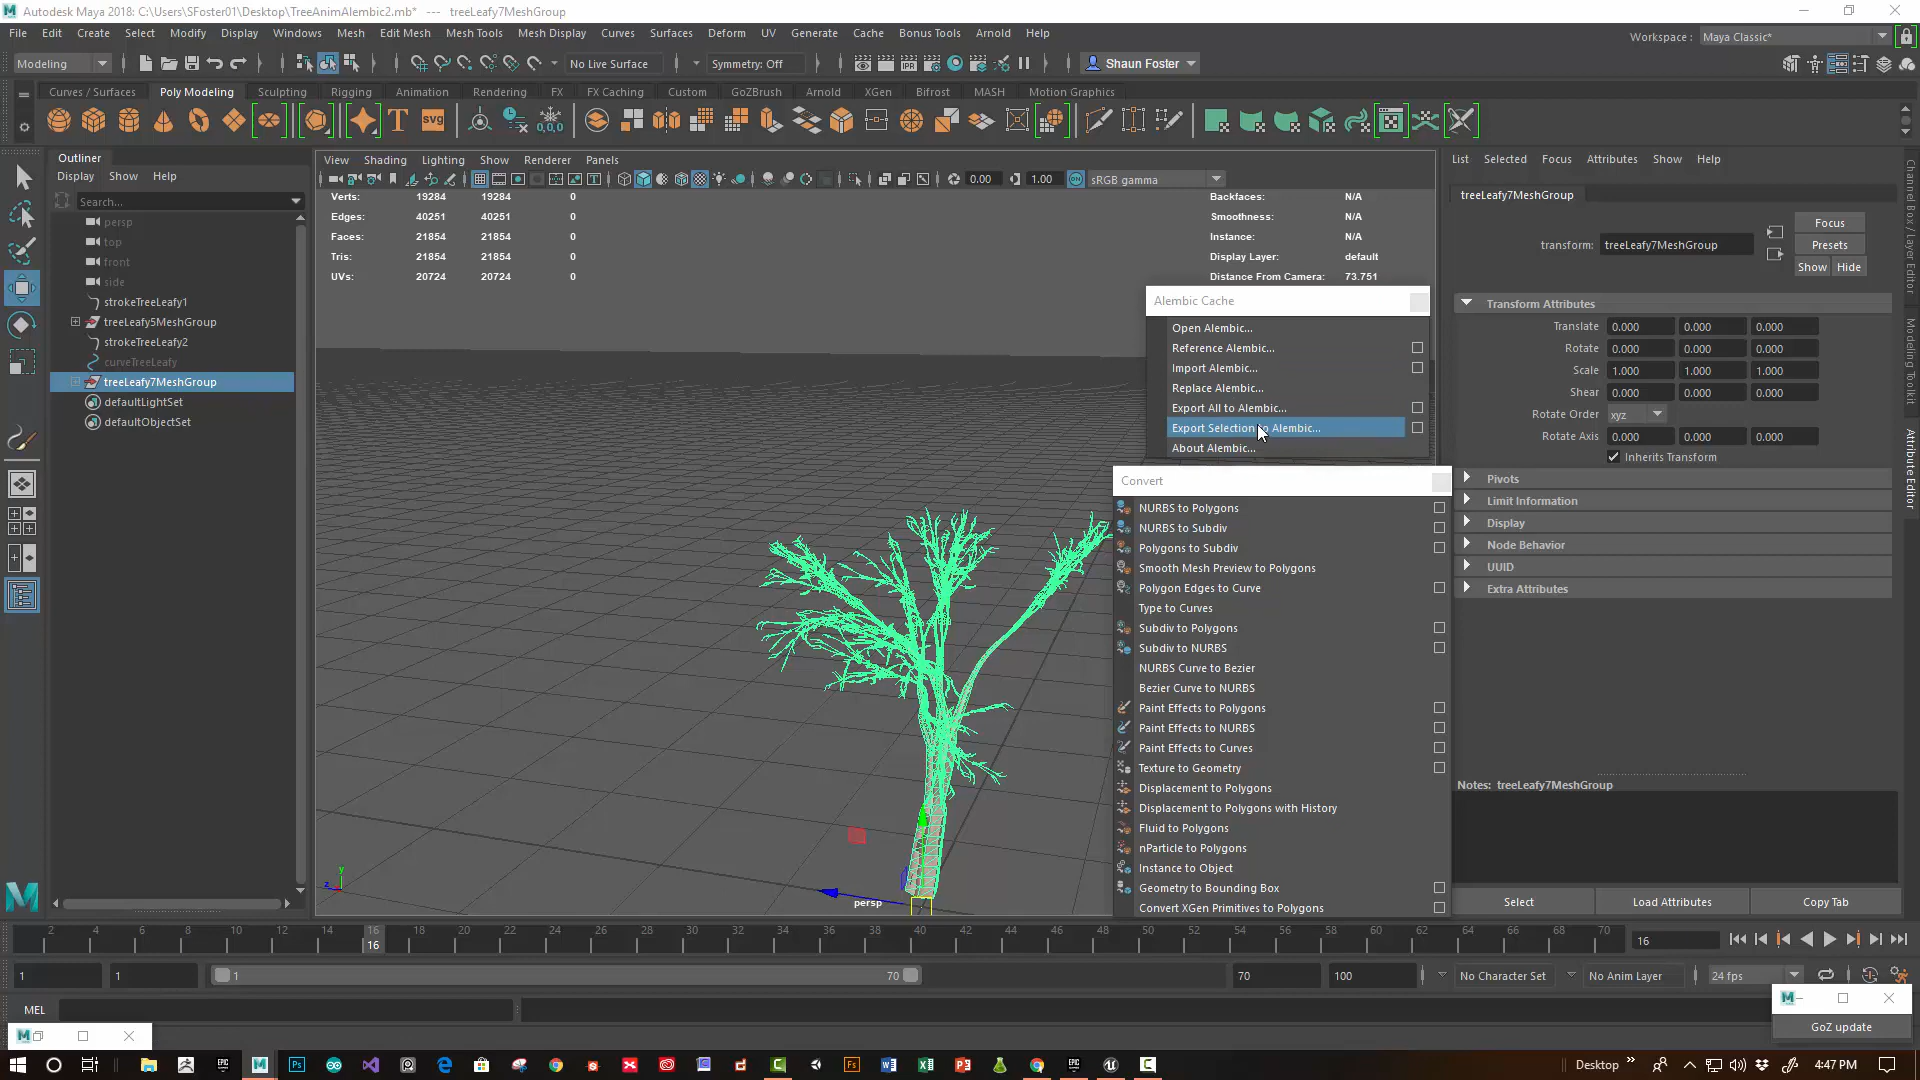 Autodesk Maya 2018: C:\Users\SFoster01\Desktop\TreeAnimAlembic2.mb* --- treeLeafy7MeshGroup
File Edit Create Select Modify Display Windows Mesh Edit Mesh Mesh Tools Mesh Display Curves Surfaces Deform UV Generate Cache Bonus Tools Arnold Help
Workspace : Maya Classic*
Modeling No Live Surface Symmetry: Off Shaun Foster
Curves / Surfaces Poly Modeling Sculpting Rigging Animation Rendering FX FX Caching Custom GoZBrush Arnold XGen Bifrost MASH Motion Graphics
T SVG 0,0,0
Outliner
Display Show Help
Search...
persp
top
front
side
strokeTreeLeafy1
treeLeafy5MeshGroup
strokeTreeLeafy2
curveTreeLeafy
treeLeafy7MeshGroup
defaultLightSet
defaultObjectSet
View Shading Lighting Show Renderer Panels
0.00 1.00 ON sRGB gamma
Verts: 19284 19284 0
Edges: 40251 40251 0
Faces: 21854 21854 0
Tris: 21854 21854 0
UVs: 20724 20724 0
Backfaces: N/A
Smoothness: N/A
Instance: N/A
Display Layer: default
Distance From Camera: 73.751
Alembic Cache
Open Alembic...
Reference Alembic...
Import Alembic...
Replace Alembic...
Export All to Alembic...
Export Selection to Alembic...
About Alembic...
Convert
NURBS to Polygons
NURBS to Subdiv
Polygons to Subdiv
Smooth Mesh Preview to Polygons
Polygon Edges to Curve
Type to Curves
Subdiv to Polygons
Subdiv to NURBS
NURBS Curve to Bezier
Bezier Curve to NURBS
Paint Effects to Polygons
Paint Effects to NURBS
Paint Effects to Curves
Texture to Geometry
Displacement to Polygons
Displacement to Polygons with History
Fluid to Polygons
nParticle to Polygons
Instance to Object
Geometry to Bounding Box
Convert XGen Primitives to Polygons
y
z
persp
List Selected Focus Attributes Show Help
treeLeafy7MeshGroup
transform: treeLeafy7MeshGroup
Focus
Presets
Show Hide
Transform Attributes
Translate 0.000 0.000 0.000
Rotate 0.000 0.000 0.000
Scale 1.000 1.000 1.000
Shear 0.000 0.000 0.000
Rotate Order xyz
Rotate Axis 0.000 0.000 0.000
Inherits Transform
Pivots
Limit Information
Display
Node Behavior
UUID
Extra Attributes
Notes: treeLeafy7MeshGroup
Select Load Attributes Copy Tab
Channel Box / Layer Editor
Modeling Toolkit
Attribute Editor
2 4 6 8 10 12 14 16 18 20 22 24 26 28 30 32 34 36 38 40 42 44 46 48 50 52 54 56 58 60 62 64 66 68 70
16
16
1 1 1 70 70 100 No Character Set No Anim Layer 24 fps
MEL
GoZ update
Desktop
4:47 PM